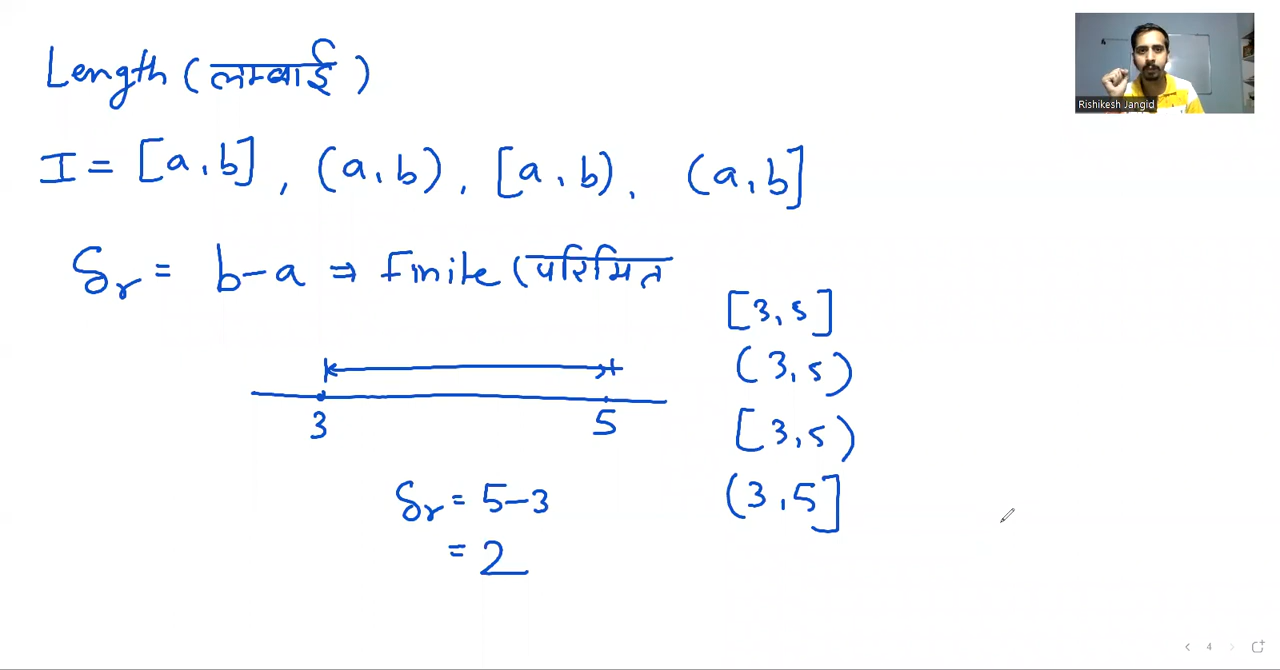 Length (लम्बाई)
Rishikesh Jangid
I = [a, b], (a, b), [a, b), (a, b]
δr = b-a ⇒ Finite (परिमित
[3, 5]
(3, 5)
[3, 5)
(3, 5]
3 5
δr = 5-3
= 2
4